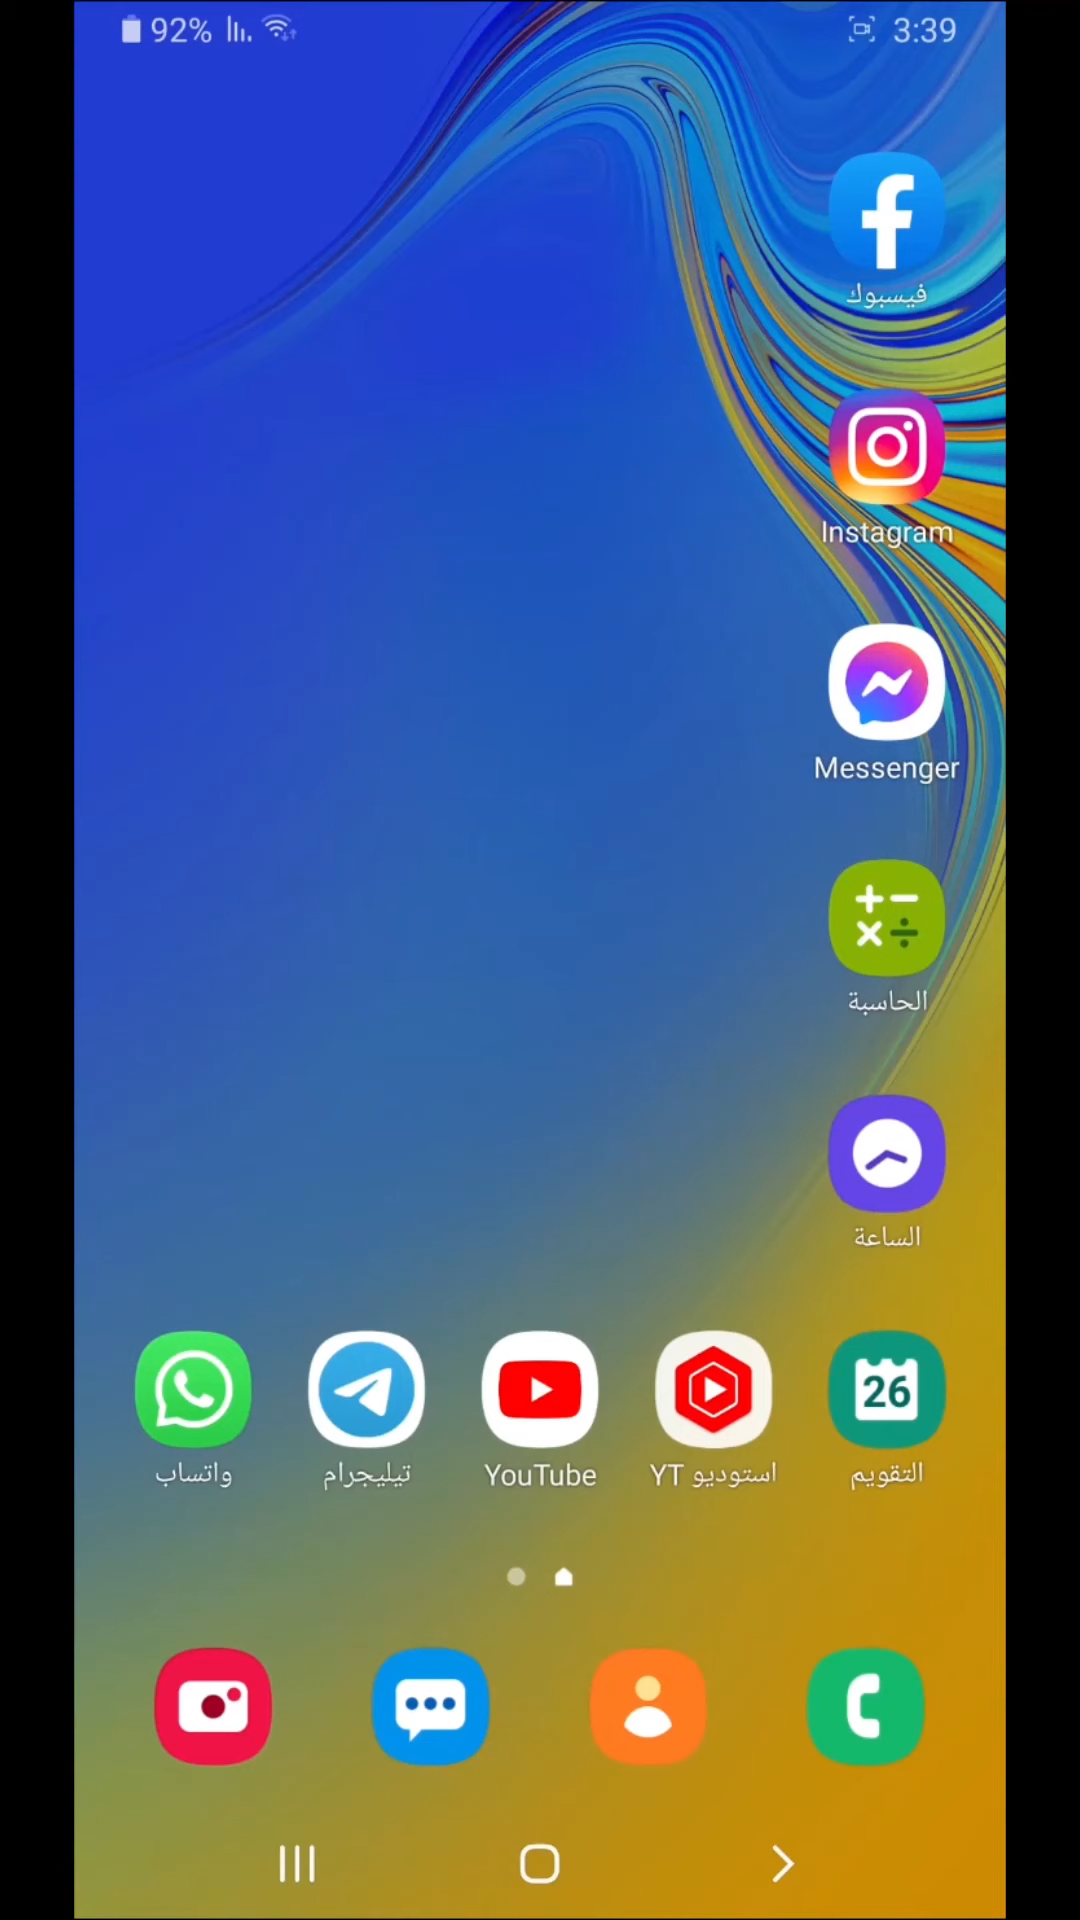 92%
3:39
فيسبوك
Instagram
Messenger
الحاسبة
الساعة
26
التقويم
استوديو YT
YouTube
تيليجرام
واتساب